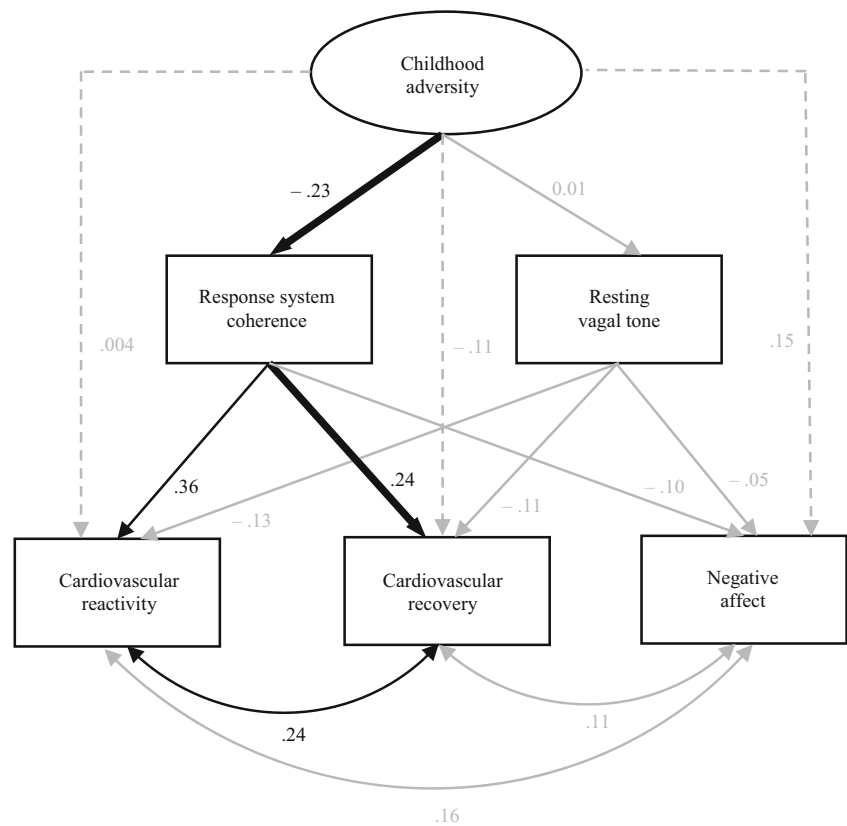 Childhood
adversity
– .23
0.01
Response system
coherence
Resting
vagal tone
.004
– .11
.15
.36
– .13
.24
– .11
– .10
– .05
Cardiovascular
reactivity
Cardiovascular
recovery
Negative
affect
.24
.11
.16